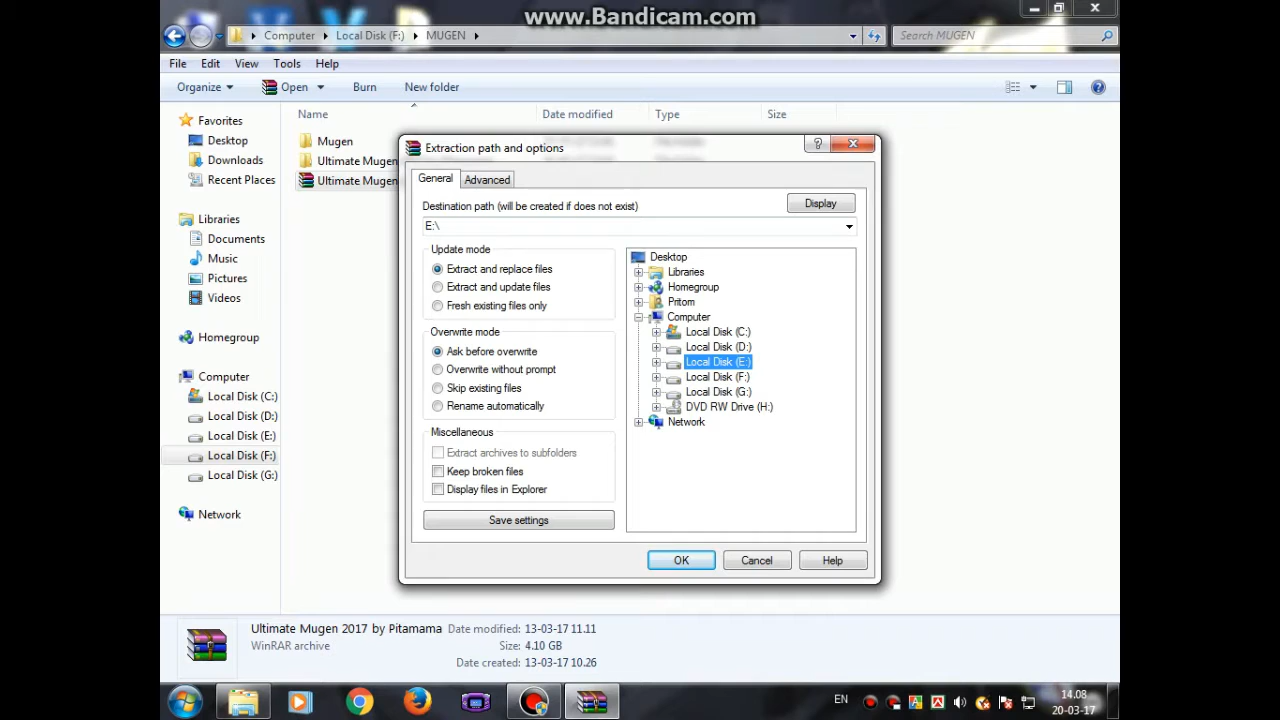 www.Bandicam.com
Computer Local Disk (F:) MUGEN
Search MUGEN
File Edit View Tools Help
Organize Open Burn New folder
Name Date modified Type Size
Favorites
Desktop
Downloads
Recent Places
Libraries
Documents
Music
Pictures
Videos
Homegroup
Computer
Local Disk (C:)
Local Disk (D:)
Local Disk (E:)
Local Disk (F:)
Local Disk (G:)
Network
Mugen
Ultimate Mugen
Ultimate Mugen
Extraction path and options
General Advanced
Destination path (will be created if does not exist)
Display
E:\
Update mode
Extract and replace files
Extract and update files
Fresh existing files only
Overwrite mode
Ask before overwrite
Overwrite without prompt
Skip existing files
Rename automatically
Miscellaneous
Extract archives to subfolders
Keep broken files
Display files in Explorer
Save settings
Desktop
Libraries
Homegroup
Pritom
Computer
Local Disk (C:)
Local Disk (D:)
Local Disk (E:)
Local Disk (F:)
Local Disk (G:)
DVD RW Drive (H:)
Network
OK Cancel Help
Ultimate Mugen 2017 by Pitamama Date modified: 13-03-17 11.11
WinRAR archive Size: 4.10 GB
Date created: 13-03-17 10.26
EN
14.08
20-03-17